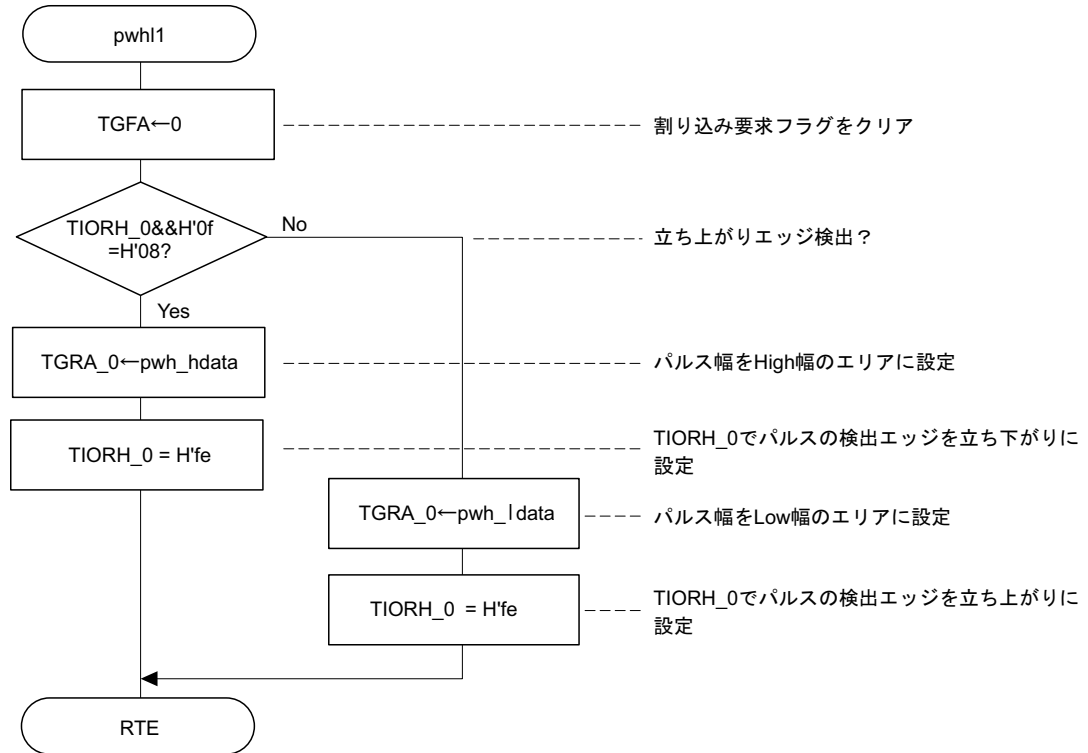 pwhl1
TGFA←0
割り込み要求フラグをクリア
TIORH_0&&H'0f
=H'08?
No
立ち上がりエッジ検出？
Yes
TGRA_0←pwh_hdata
パルス幅をHigh幅のエリアに設定
TIORH_0 = H'fe
TIORH_0でパルスの検出エッジを立ち下がりに
設定
TGRA_0←pwh_ldata
パルス幅をLow幅のエリアに設定
TIORH_0 = H'fe
TIORH_0でパルスの検出エッジを立ち上がりに
設定
RTE